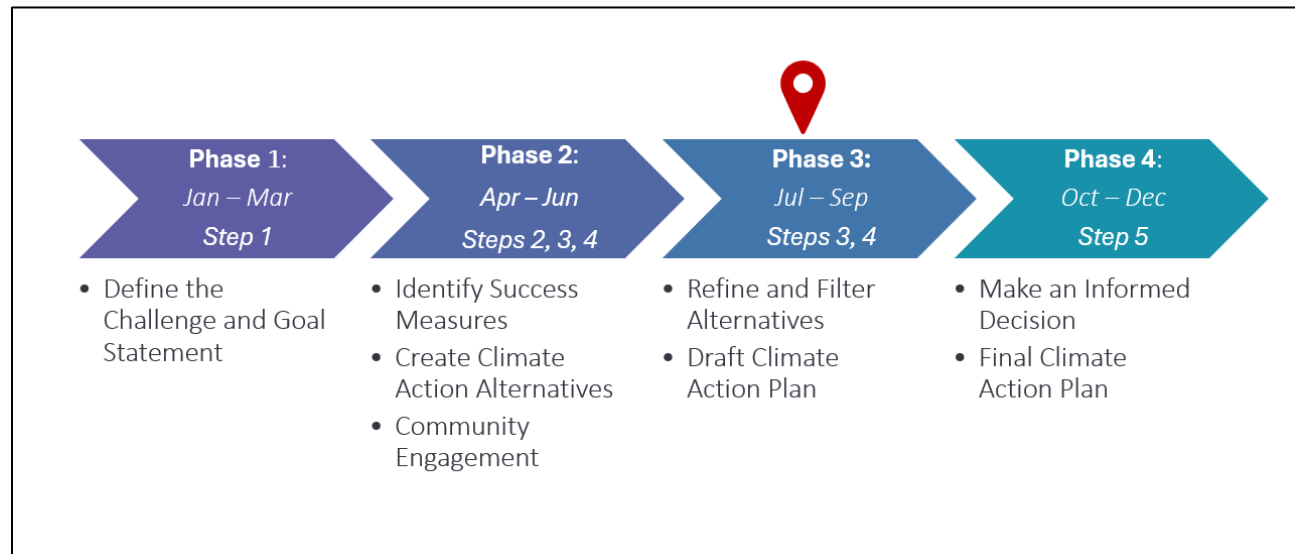 Phase 1:
Jan – Mar
Step 1
• Define the
Challenge and Goal
Statement
Phase 2:
Apr – Jun
Steps 2, 3, 4
• Identify Success
Measures
• Create Climate
Action Alternatives
• Community
Engagement
Phase 3:
Jul – Sep
Steps 3, 4
• Refine and Filter
Alternatives
• Draft Climate
Action Plan
Phase 4:
Oct – Dec
Step 5
• Make an Informed
Decision
• Final Climate
Action Plan